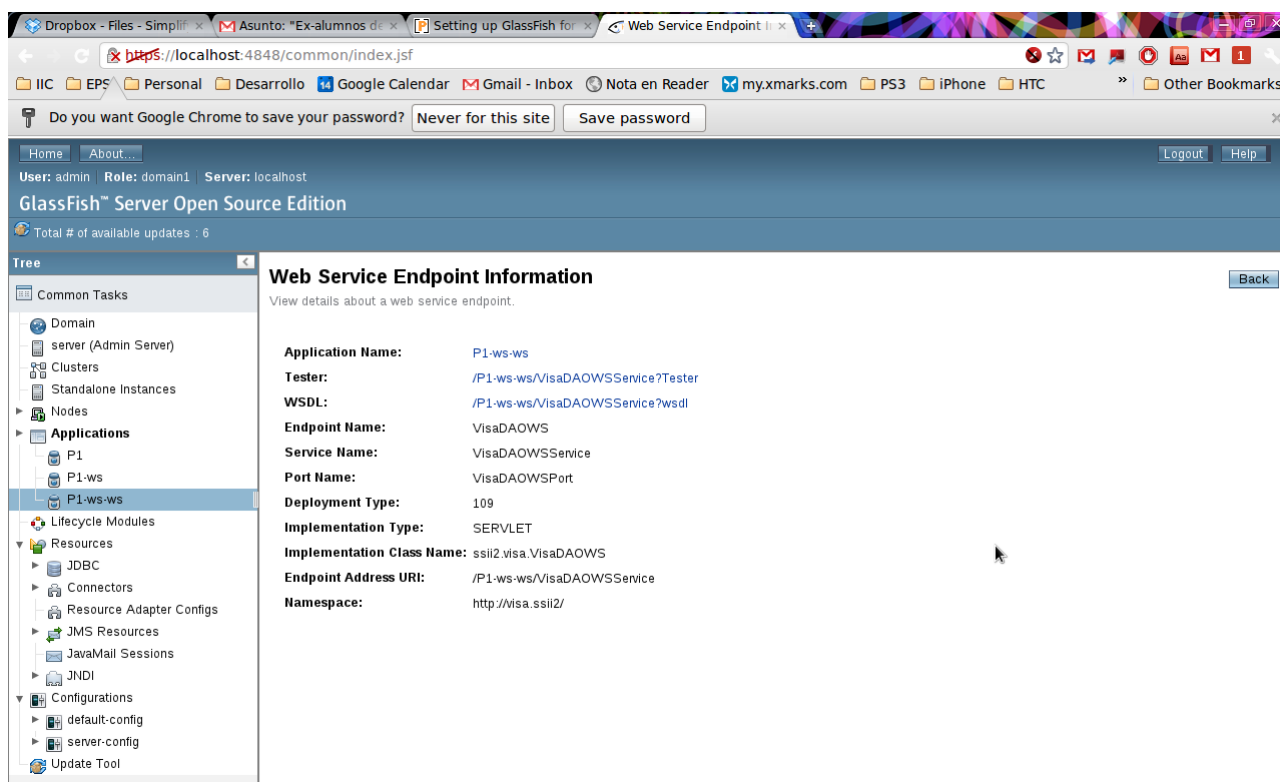 Dropbox - Files - Simplif
Asunto: "Ex-alumnos de
Setting up GlassFish for
Web Service Endpoint I
https://localhost:4848/common/index.jsf
IIC EPS Personal Desarrollo 14 Google Calendar Gmail - Inbox Nota en Reader my.xmarks.com PS3 iPhone HTC » Other Bookmarks
Do you want Google Chrome to save your password? Never for this site Save password
Home About... Logout Help
User: admin Role: domain1 Server: localhost
GlassFish™ Server Open Source Edition
Total # of available updates : 6
Tree
Common Tasks
Domain
server (Admin Server)
Clusters
Standalone Instances
Nodes
Applications
P1
P1-ws
P1-ws-ws
Lifecycle Modules
Resources
JDBC
Connectors
Resource Adapter Configs
JMS Resources
JavaMail Sessions
JNDI
Configurations
default-config
server-config
Update Tool
Web Service Endpoint Information
Back
View details about a web service endpoint.
Application Name: P1-ws-ws
Tester: /P1-ws-ws/VisaDAOWSService?Tester
WSDL: /P1-ws-ws/VisaDAOWSService?wsdl
Endpoint Name: VisaDAOWS
Service Name: VisaDAOWSService
Port Name: VisaDAOWSPort
Deployment Type: 109
Implementation Type: SERVLET
Implementation Class Name: ssii2.visa.VisaDAOWS
Endpoint Address URI: /P1-ws-ws/VisaDAOWSService
Namespace: http://visa.ssii2/